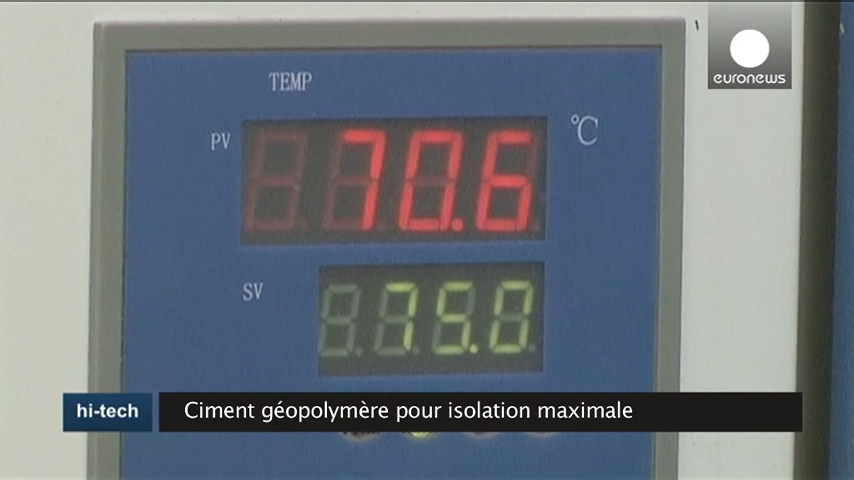 euronews
TEMP
PV 70.6 °C
SV 75.0
hi-tech Ciment géopolymère pour isolation maximale